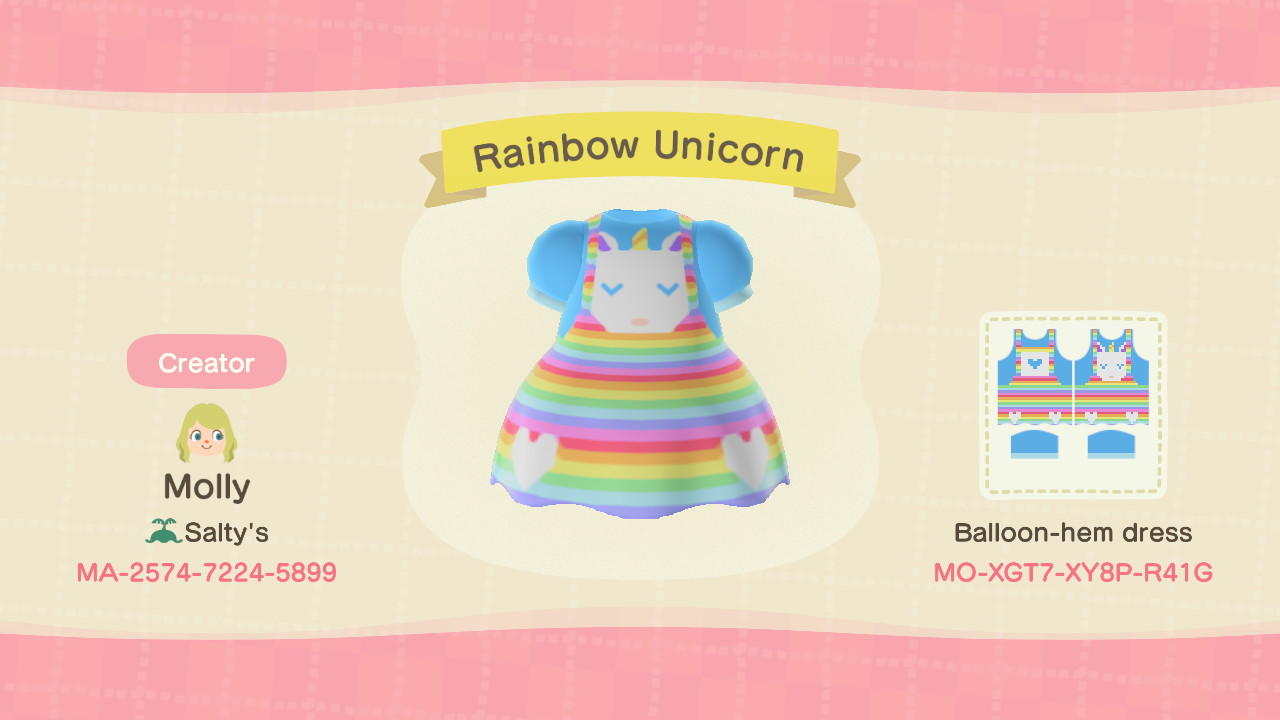 Rainbow Unicorn
Creator
Molly
Salty's
MA-2574-7224-5899
Balloon-hem dress
MO-XGT7-XY8P-R41G